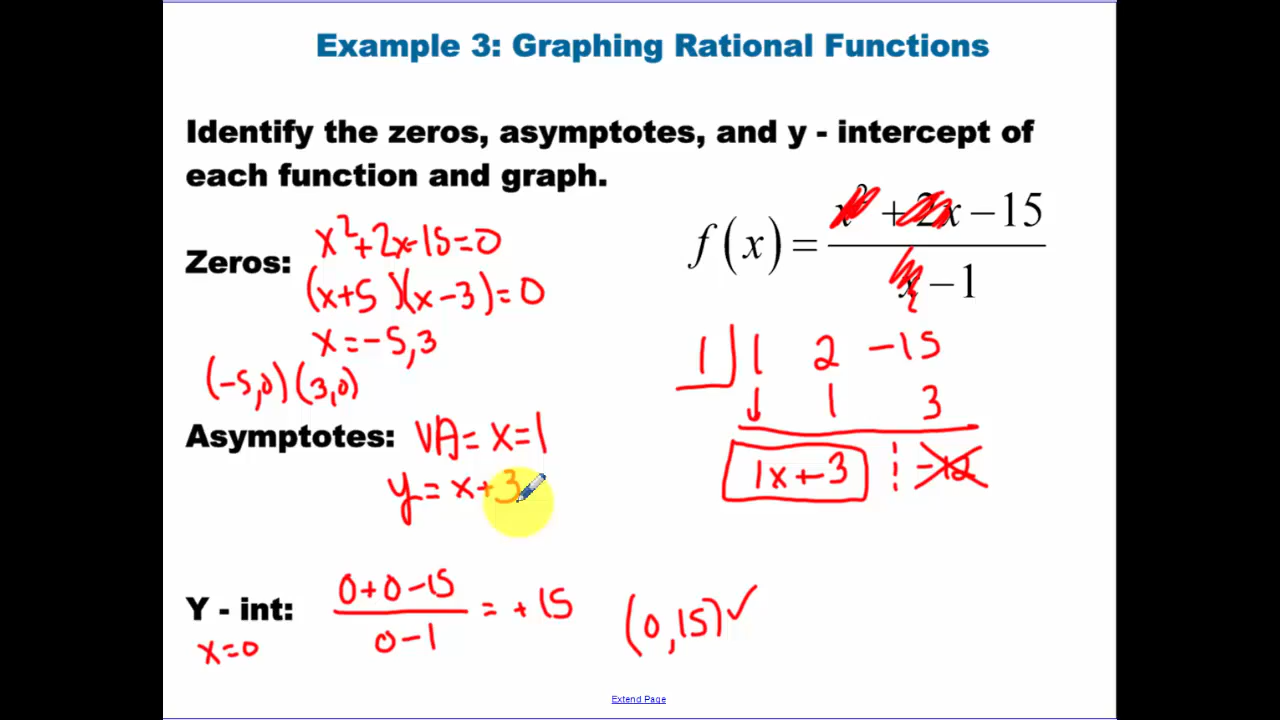 Example 3: Graphing Rational Functions
Identify the zeros, asymptotes, and y - intercept of
each function and graph.
f(x) = x² + 2x - 15
x - 1
Zeros:
x²+2x-15=0
(x+5)(x-3)=0
x=-5,3
(-5,0)(3,0)
1 1 2 -15
↓ 1 3
1x+3 -12
Asymptotes: VA= x=1
y=x+3
Y - int:
x=0
0+0-15
0-1
= +15 (0,15)✓
Extend Page